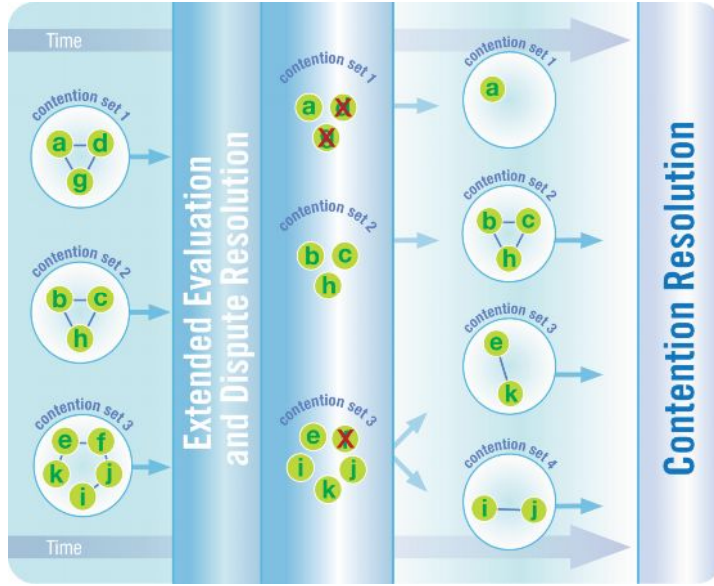 Time
contention set 1
a d
g
contention set 2
b c
h
contention set 3
e f
k j
i
Time
Extended Evaluation
and Dispute Resolution
contention set 1
a
contention set 2
b c
h
contention set 3
e
i j
k
contention set 1
a
contention set 2
b c
h
contention set 3
e
k
contention set 4
i j
Contention Resolution